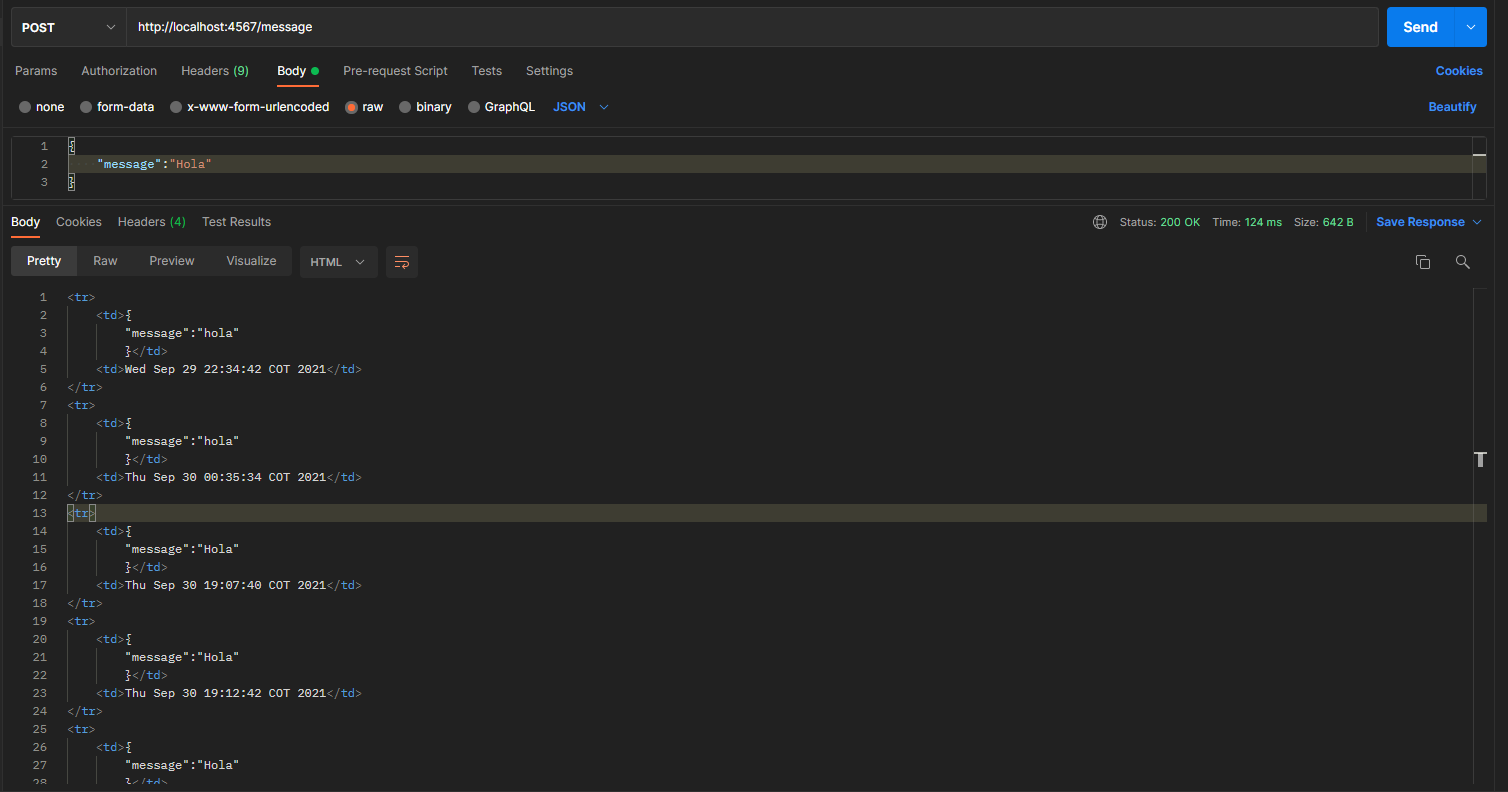 POST http://localhost:4567/message Send
Params Authorization Headers (9) Body Pre-request Script Tests Settings Cookies
none form-data x-www-form-urlencoded raw binary GraphQL JSON Beautify
1 {
2 "message":"Hola"
3 }
Body Cookies Headers (4) Test Results Status: 200 OK Time: 124 ms Size: 642 B Save Response
Pretty Raw Preview Visualize HTML
1 <tr>
2 <td>{
3 "message":"hola"
4 }</td>
5 <td>Wed Sep 29 22:34:42 COT 2021</td>
6 </tr>
7 <tr>
8 <td>{
9 "message":"hola"
10 }</td>
11 <td>Thu Sep 30 00:35:34 COT 2021</td>
12 </tr>
13 <tr>
14 <td>{
15 "message":"Hola"
16 }</td>
17 <td>Thu Sep 30 19:07:40 COT 2021</td>
18 </tr>
19 <tr>
20 <td>{
21 "message":"Hola"
22 }</td>
23 <td>Thu Sep 30 19:12:42 COT 2021</td>
24 </tr>
25 <tr>
26 <td>{
27 "message":"Hola"
28 }</td>